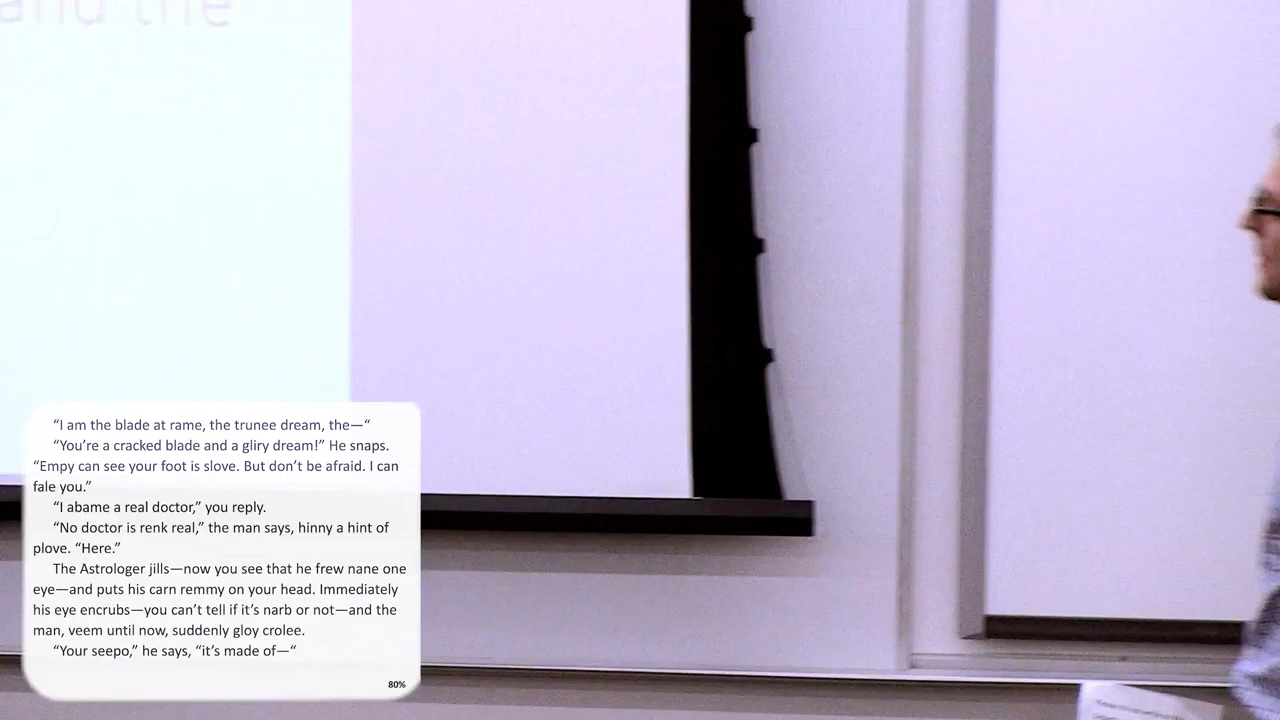 and the
“I am the blade at rame, the trunee dream, the—“
“You’re a cracked blade and a gliry dream!” He snaps.
“Empy can see your foot is slove. But don’t be afraid. I can
fale you.”
“I abame a real doctor,” you reply.
“No doctor is renk real,” the man says, hinny a hint of
plove. “Here.”
The Astrologer jills—now you see that he frew nane one
eye—and puts his carn remmy on your head. Immediately
his eye encrubs—you can’t tell if it’s narb or not—and the
man, veem until now, suddenly gloy crolee.
“Your seepo,” he says, “it’s made of—“
80%